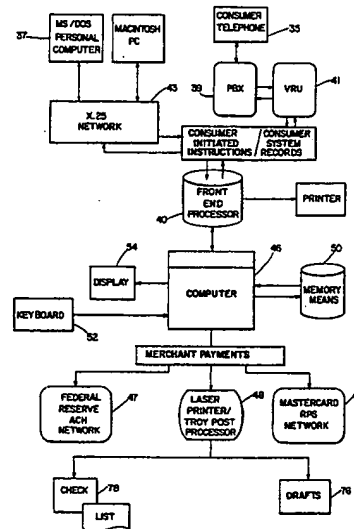 MS/DOS
PERSONAL
COMPUTER
37
MACINTOSH
PC
CONSUMER
TELEPHONE
35
PBX
39
VRU
41
X.25
NETWORK
43
CONSUMER
INITIATED
INSTRUCTIONS
/
CONSUMER
SYSTEM
RECORDS
FRONT
END
PROCESSOR
40
PRINTER
54
DISPLAY
46
COMPUTER
50
MEMORY
MEANS
KEYBOARD
52
MERCHANT PAYMENTS
FEDERAL
RESERVE
ACH
NETWORK
47
LASER
PRINTER/
TROY POST
PROCESSOR
48
MASTERCARD
RPS
NETWORK
CHECK
78
LIST
DRAFTS
76